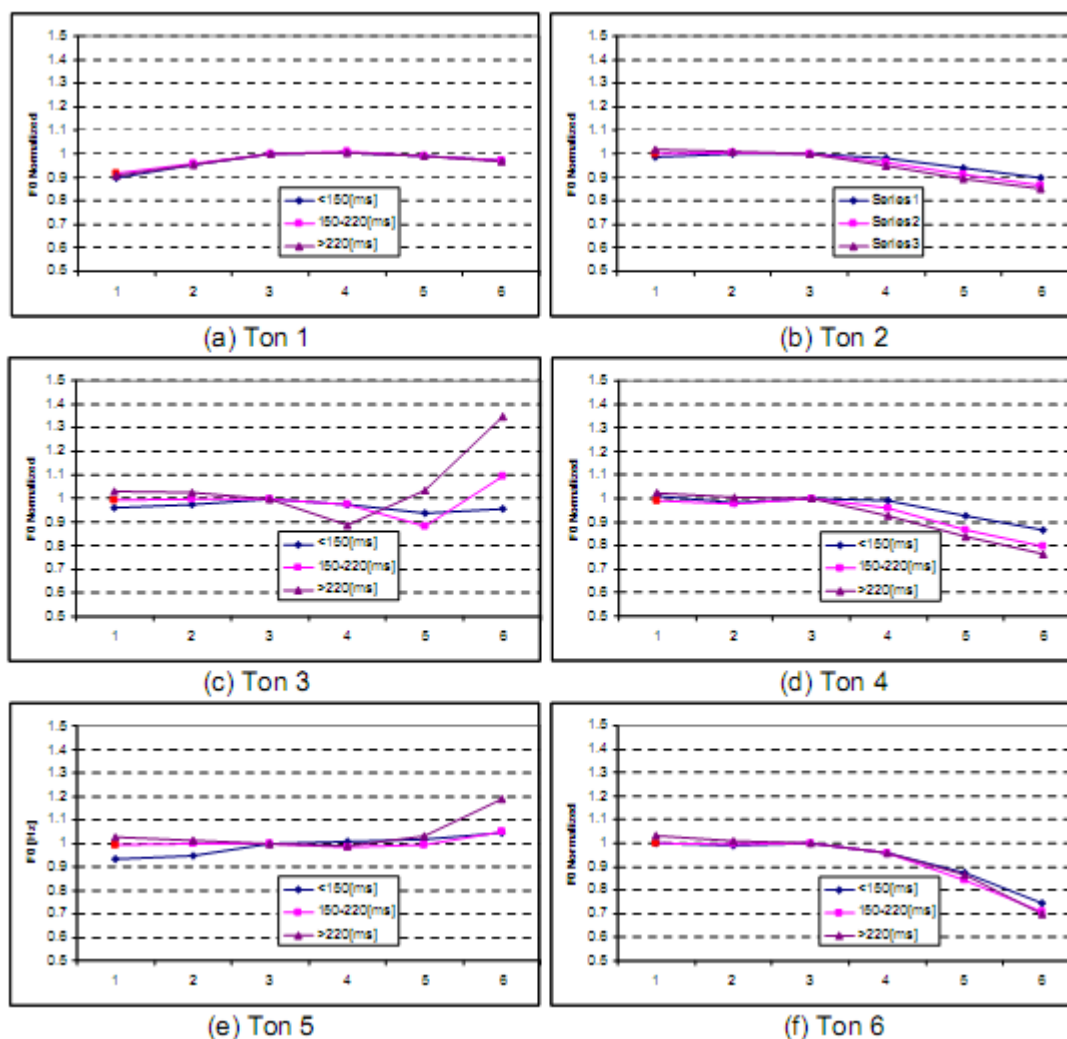 1.5
1.4
1.3
1.2
1.1
1
0.9
0.8
0.7
0.6
0.5
F0 Normalized
<150[ms]
150-220[ms]
>220[ms]
1 2 3 4 5 6
(a) Ton 1
1.5
1.4
1.3
1.2
1.1
1
0.9
0.8
0.7
0.6
0.5
F0 Normalized
Series1
Series2
Series3
1 2 3 4 5 6
(b) Ton 2
1.5
1.4
1.3
1.2
1.1
1
0.9
0.8
0.7
0.6
0.5
F0 Normalized
<150[ms]
150-220[ms]
>220[ms]
1 2 3 4 5 6
(c) Ton 3
1.5
1.4
1.3
1.2
1.1
1
0.9
0.8
0.7
0.6
0.5
F0 Normalized
<150[ms]
150-220[ms]
>220[ms]
1 2 3 4 5 6
(d) Ton 4
1.5
1.4
1.3
1.2
1.1
1
0.9
0.8
0.7
0.6
0.5
F0 [Hz]
<150[ms]
150-220[ms]
>220[ms]
1 2 3 4 5 6
(e) Ton 5
1.5
1.4
1.3
1.2
1.1
1
0.9
0.8
0.7
0.6
0.5
F0 Normalized
<150[ms]
150-220[ms]
>220[ms]
1 2 3 4 5 6
(f) Ton 6